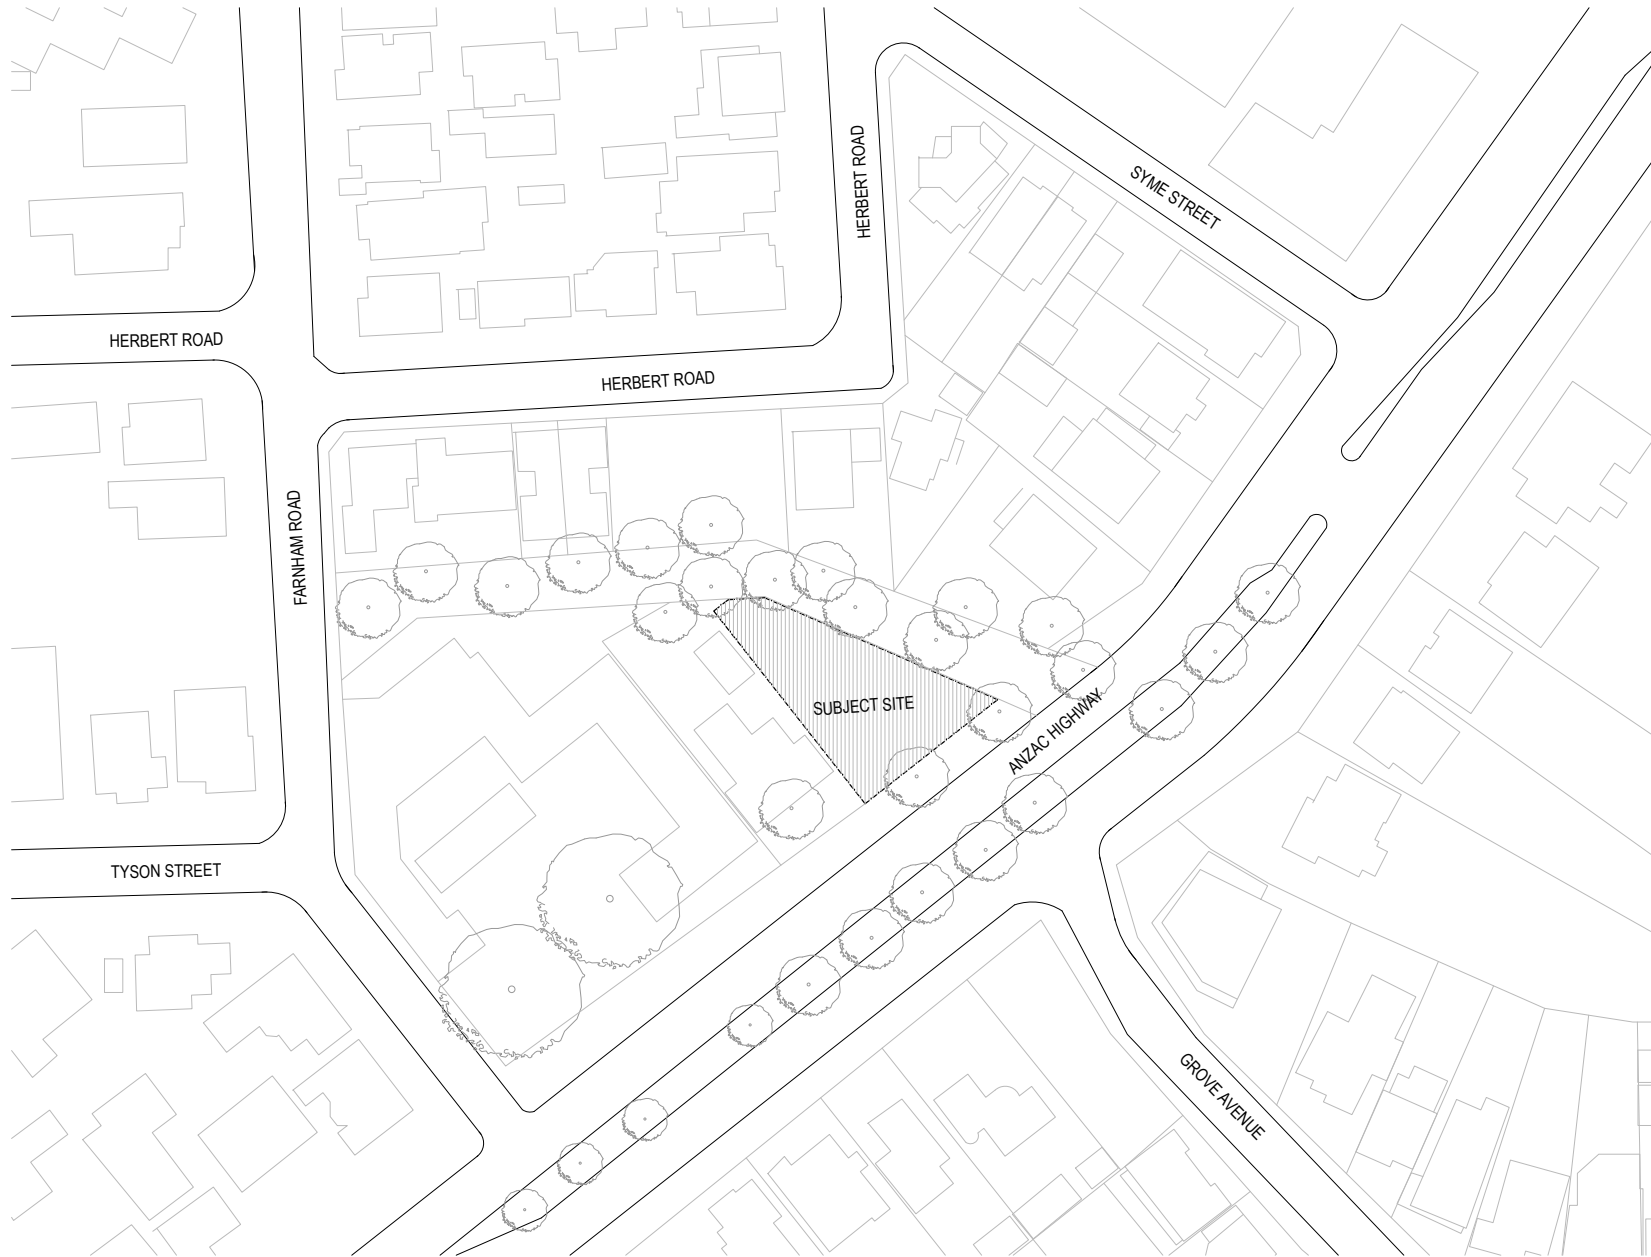 HERBERT ROAD
SYME STREET
HERBERT ROAD
HERBERT ROAD
FARNHAM ROAD
SUBJECT SITE
ANZAC HIGHWAY
TYSON STREET
GROVE AVENUE